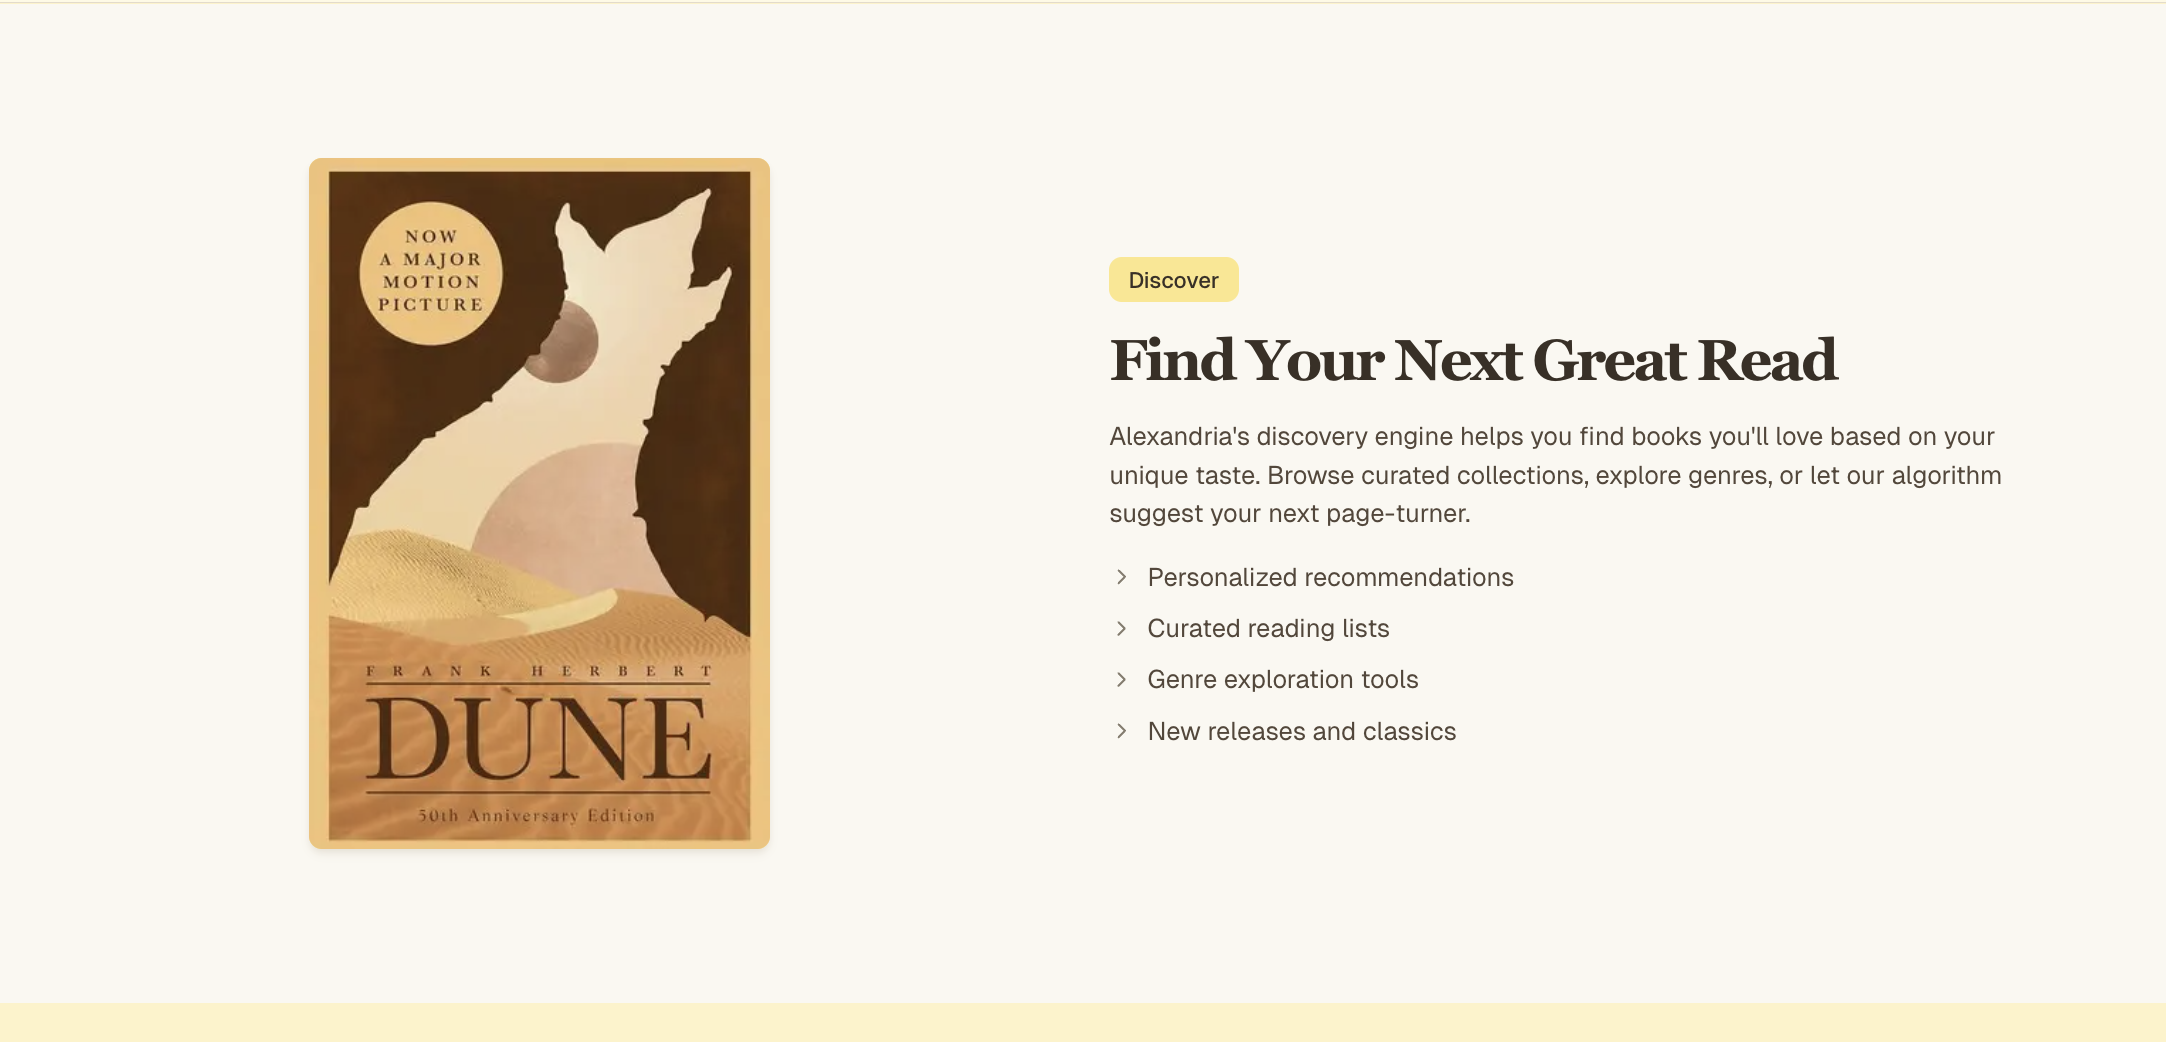 NOW
A MAJOR
MOTION
PICTURE
FRANK HERBERT
DUNE
50th Anniversary Edition
Discover
Find Your Next Great Read
Alexandria's discovery engine helps you find books you'll love based on your
unique taste. Browse curated collections, explore genres, or let our algorithm
suggest your next page-turner.
Personalized recommendations
Curated reading lists
Genre exploration tools
New releases and classics